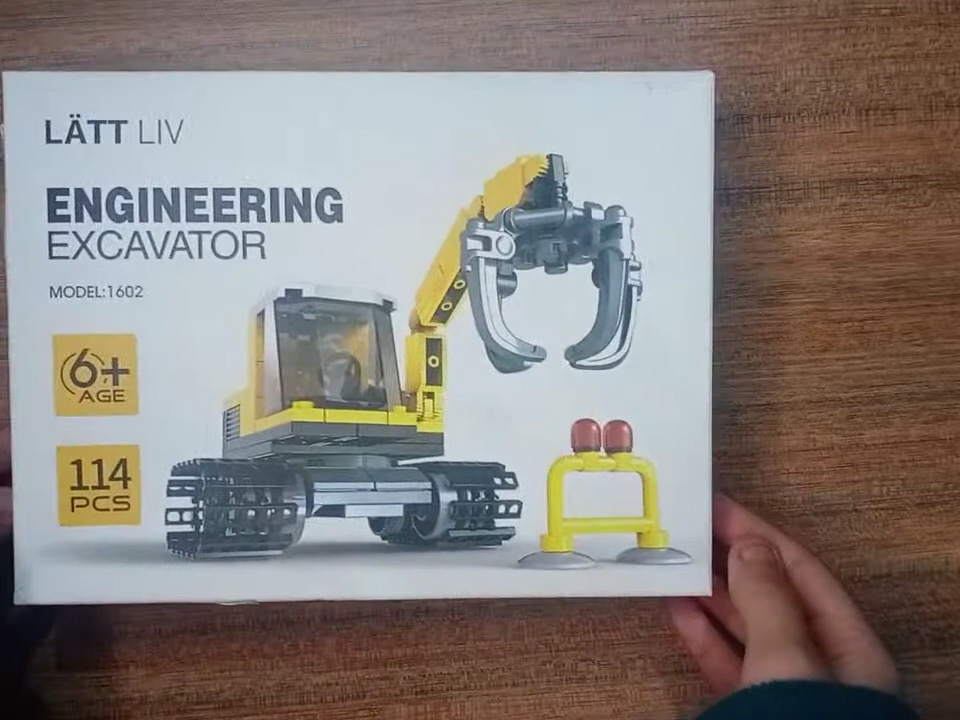 LÄTT LIV
ENGINEERING
EXCAVATOR
MODEL:1602
6+
AGE
114
PCS